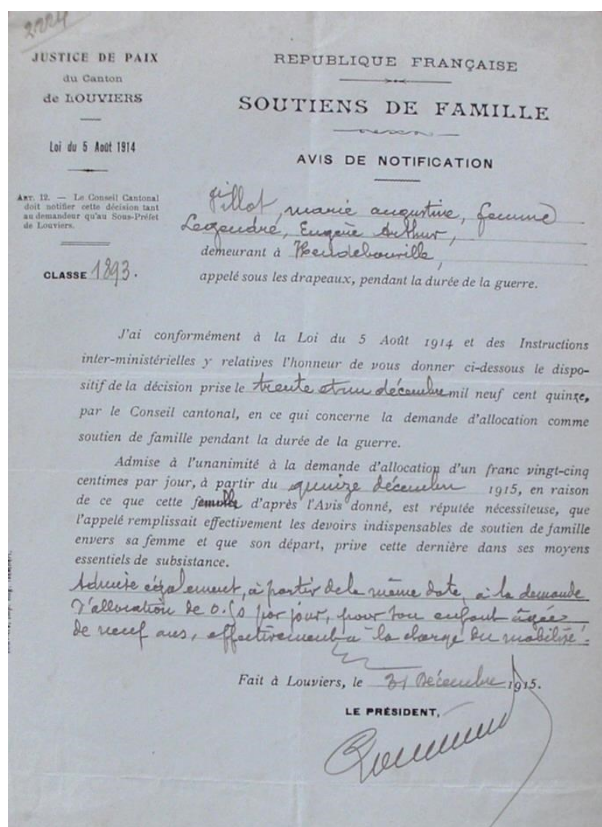 2224
JUSTICE DE PAIX
du Canton
de LOUVIERS
Loi du 5 Août 1914
ART. 12. — Le Conseil Cantonal
doit notifier cette décision tant
au demandeur qu'au Sous-Préfet
de Louviers.
CLASSE 1893.
REPUBLIQUE FRANÇAISE
SOUTIENS DE FAMILLE
AVIS DE NOTIFICATION
fillot, marie augustine, femme
Legendre, Eugène Arthur,
demeurant à Heudebouville,
appelé sous les drapeaux, pendant la durée de la guerre.
J'ai conformément à la Loi du 5 Août 1914 et des Instructions
inter-ministérielles y relatives l'honneur de vous donner ci-dessous le dispo-
sitif de la décision prise le trente et un décembre mil neuf cent quinze,
par le Conseil cantonal, en ce qui concerne la demande d'allocation comme
soutien de famille pendant la durée de la guerre.
Admise à l'unanimité à la demande d'allocation d'un franc vingt-cinq
centimes par jour, à partir du quinze décembre 1915, en raison
de ce que cette d'après l'Avis donné, est réputée nécessiteuse, que
l'appelé remplissait effectivement les devoirs indispensables de soutien de famille
envers sa femme et que son départ, prive cette dernière dans ses moyens
essentiels de subsistance.
Admise également, à partir de la même date, à la demande
d'allocation de 0.50 par jour, pour son enfant âgée
de neuf ans, effectivement à la charge du mobilisé.
Fait à Louviers, le 31 Décembre 1915.
LE PRÉSIDENT,